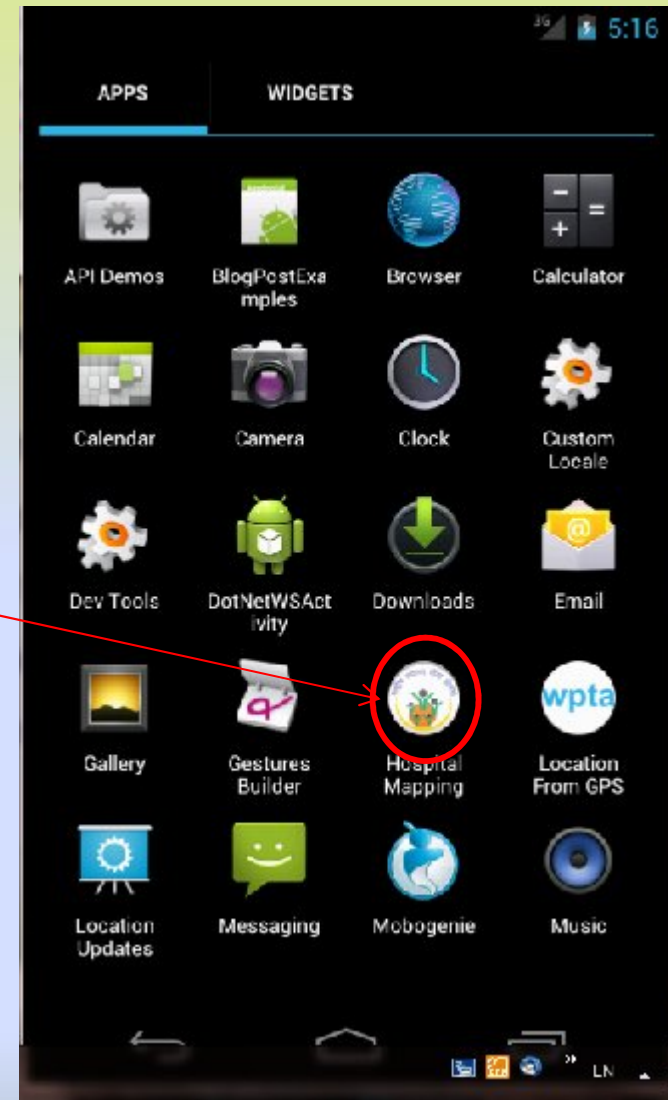 3G 5:16
APPS WIDGETS
API Demos BlogPostExa Browser Calculator
mples
Calendar Camera Clock Custom
Locale
@
Dev Tools DotNetWSAct Downloads Email
ivity
wpta
Gallery Gestures Hospital Location
Builder Mapping From GPS
Location Messaging Mobogenie Music
Updates